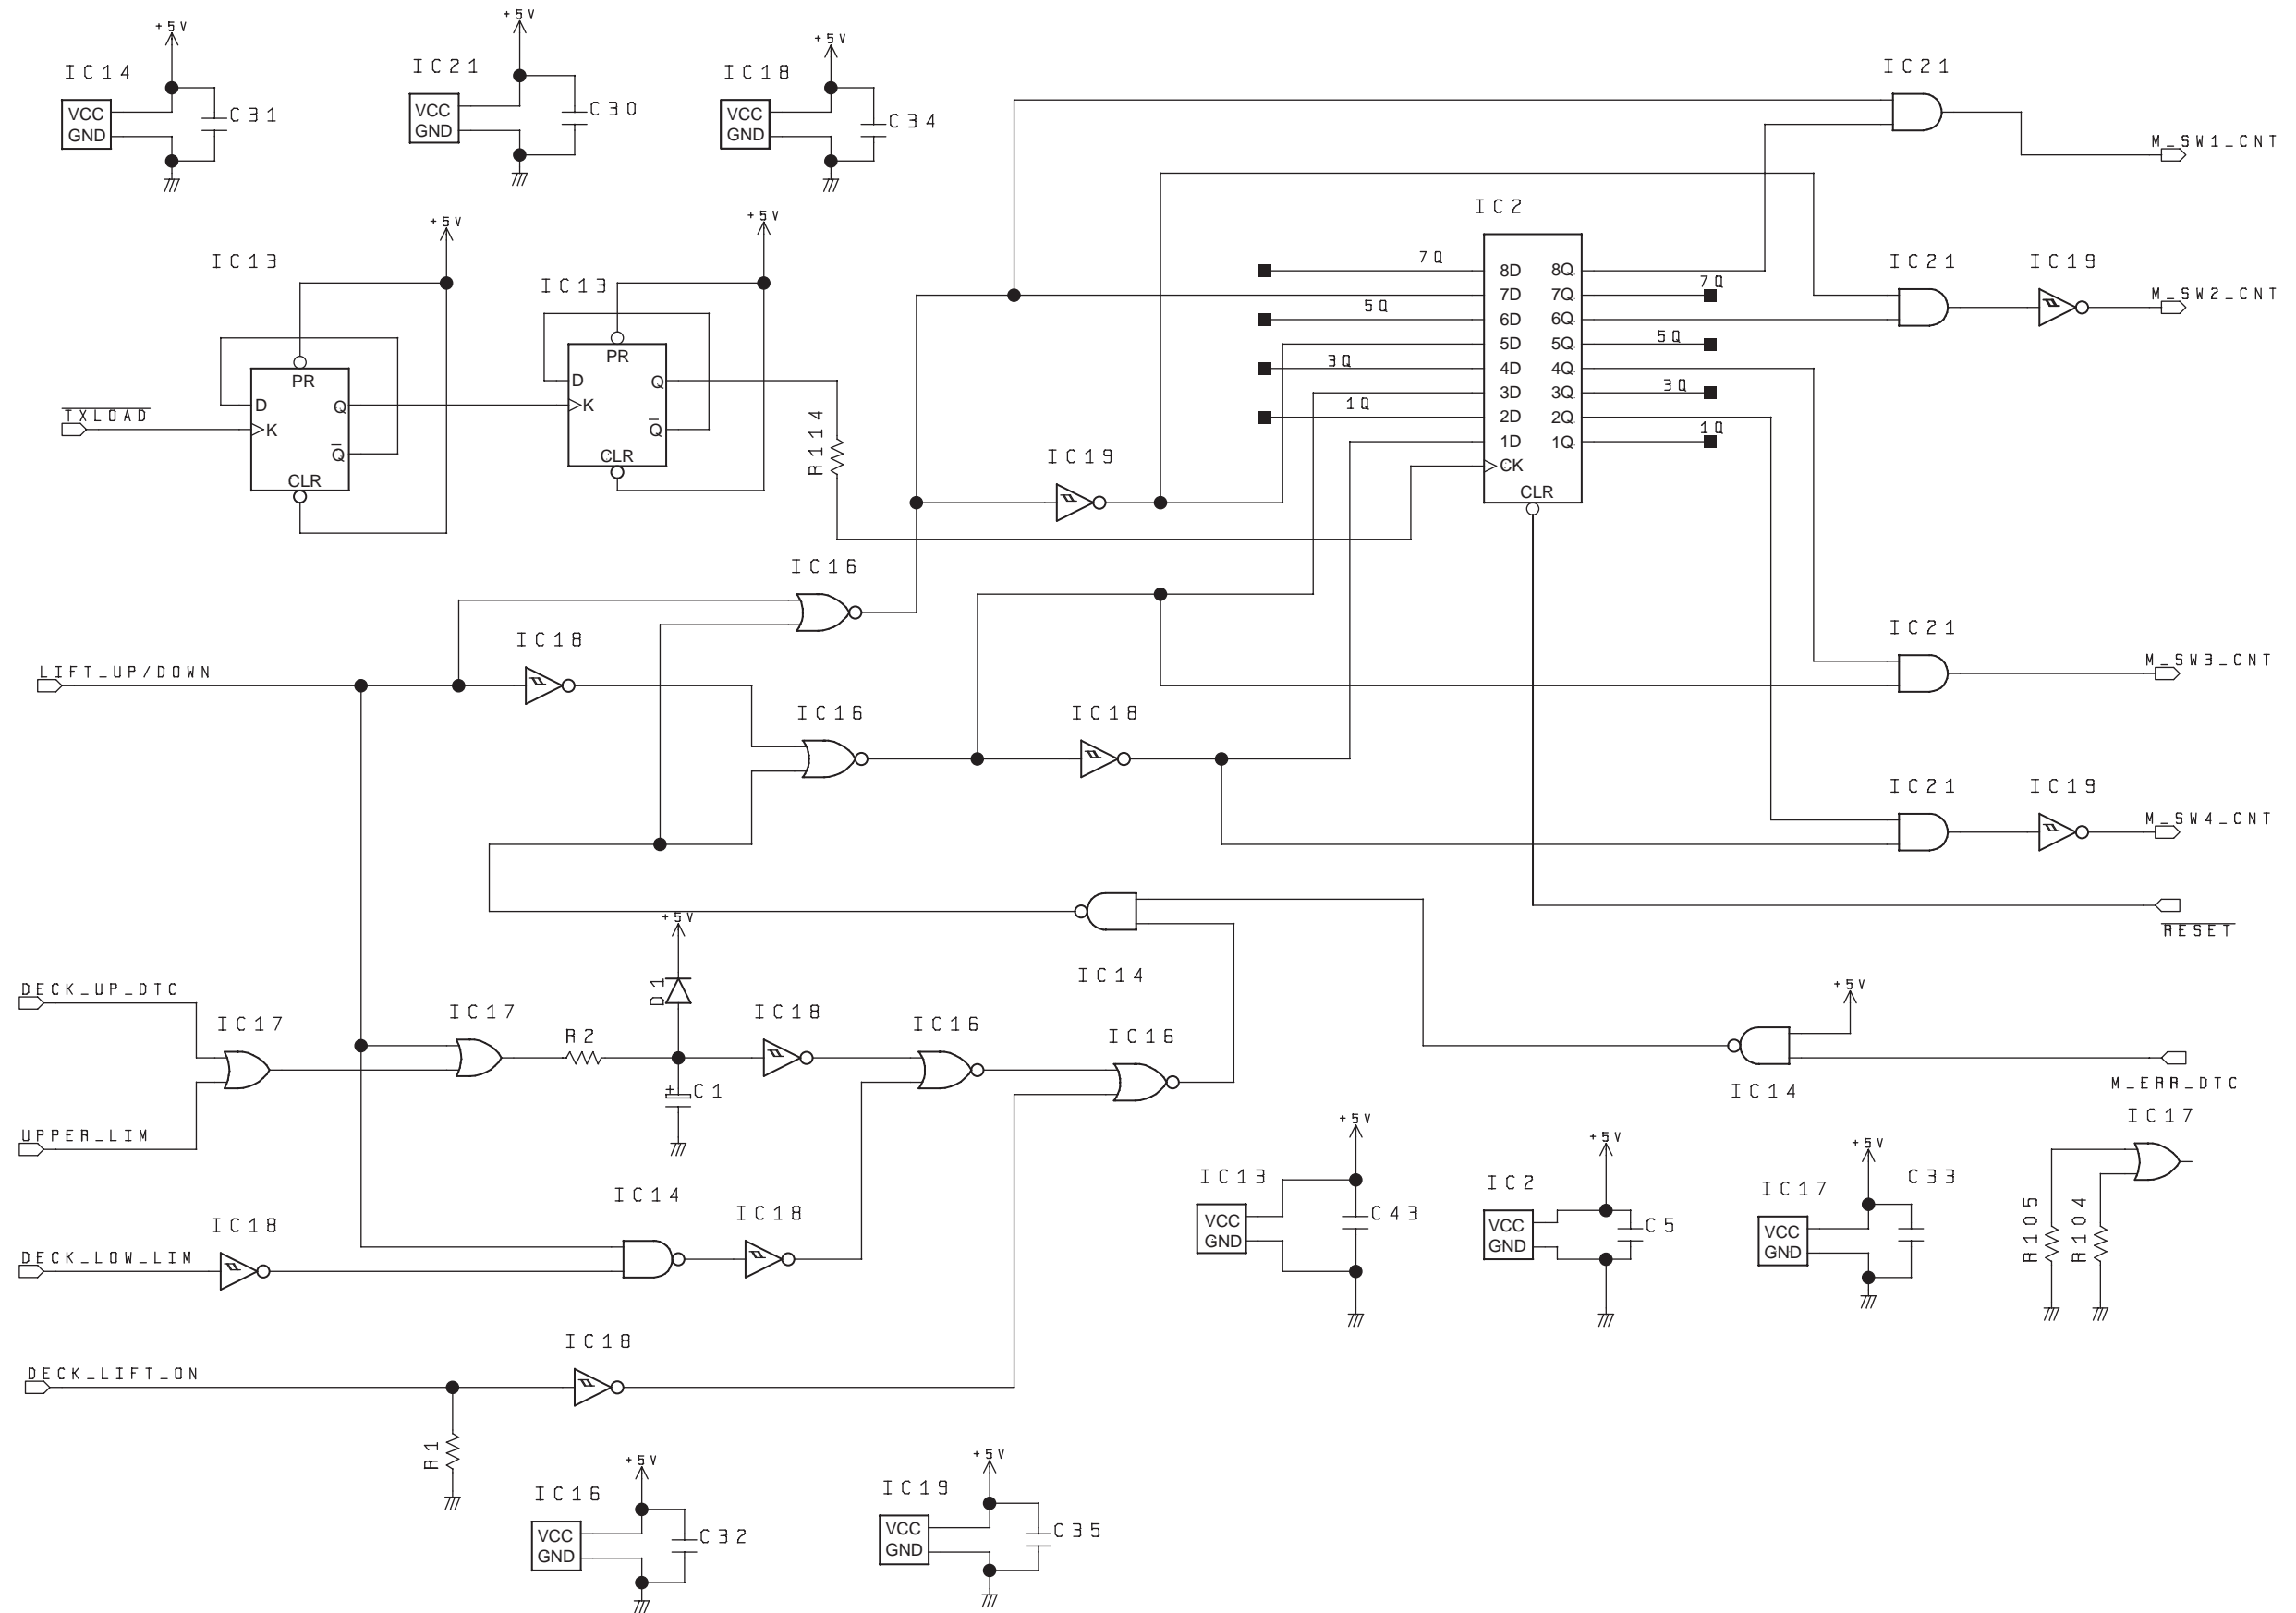 +5V
IC14
VCC
GND
C31
+5V
IC21
VCC
GND
C30
+5V
IC18
VCC
GND
C34
IC21
M_SW1_CNT
IC13
+5V
PR
D
Q
K
Q
CLR
TXLOAD
IC13
+5V
PR
D
Q
K
Q
CLR
R114
IC2
7Q
8D
8Q
7D
7Q
7Q
5Q
6D
6Q
5D
5Q
5Q
3Q
4D
4Q
3D
3Q
3Q
1Q
2D
2Q
1D
1Q
1Q
CK
CLR
IC21
IC19
M_SW2_CNT
IC19
IC16
IC18
LIFT_UP/DOWN
IC16
IC18
IC21
M_SW3_CNT
IC21
IC19
M_SW4_CNT
RESET
+5V
D1
IC14
DECK_UP_DTC
IC17
IC17
R2
IC18
IC16
IC16
C1
+
UPPER_LIM
+5V
IC14
M_ERR_DTC
IC17
R105
R104
IC14
IC18
IC18
DECK_LOW_LIM
+5V
IC13
VCC
GND
C43
+5V
IC2
VCC
GND
C5
+5V
IC17
VCC
GND
C33
IC18
DECK_LIFT_ON
R1
+5V
IC16
VCC
GND
C32
+5V
IC19
VCC
GND
C35